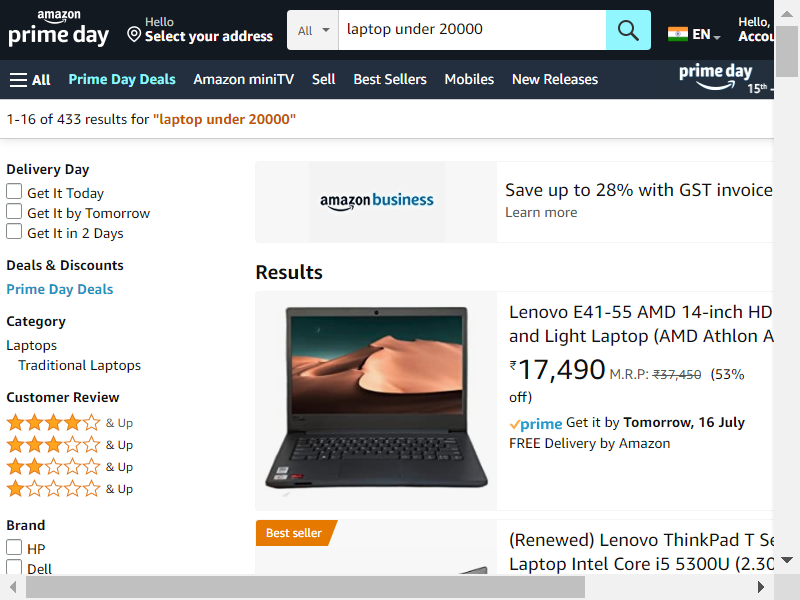 amazon
prime day
Hello
Select your address
All
laptop under 20000
EN
Hello,
All
Prime Day Deals
Amazon miniTV
Sell
Best Sellers
Mobiles
New Releases
prime day
15th
1-16 of 433 results for "laptop under 20000"
Delivery Day
Get It Today
Get It by Tomorrow
Get It in 2 Days
Deals & Discounts
Prime Day Deals
Category
Laptops
Traditional Laptops
Customer Review
& Up
& Up
& Up
& Up
Brand
HP
Dell
amazon business
Save up to 28% with GST invoice
Learn more
Results
Lenovo E41-55 AMD 14-inch HD
and Light Laptop (AMD Athlon A
₹17,490 M.R.P: ₹37,450 (53%
off)
prime Get it by Tomorrow, 16 July
FREE Delivery by Amazon
Best seller
(Renewed) Lenovo ThinkPad T Se
Laptop Intel Core i5 5300U (2.30